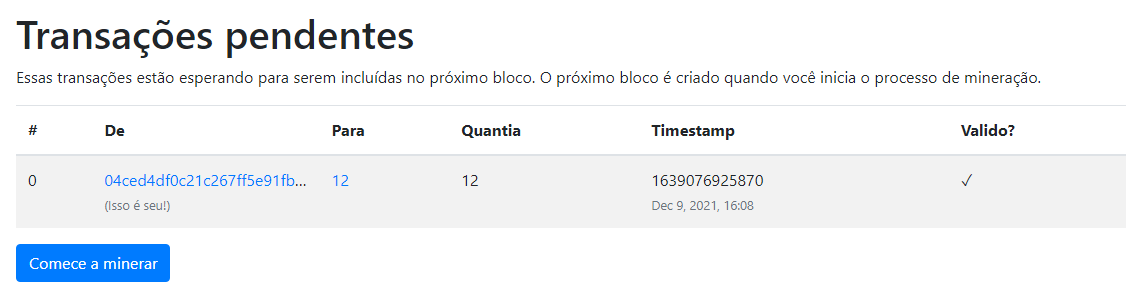 Transações pendentes
Essas transações estão esperando para serem incluídas no próximo bloco. O próximo bloco é criado quando você inicia o processo de mineração.
# De Para Quantia Timestamp Valido?
0 04ced4df0c21c267ff5e91fb... 12 12 1639076925870 ✓
(Isso é seu!) Dec 9, 2021, 16:08
Comece a minerar